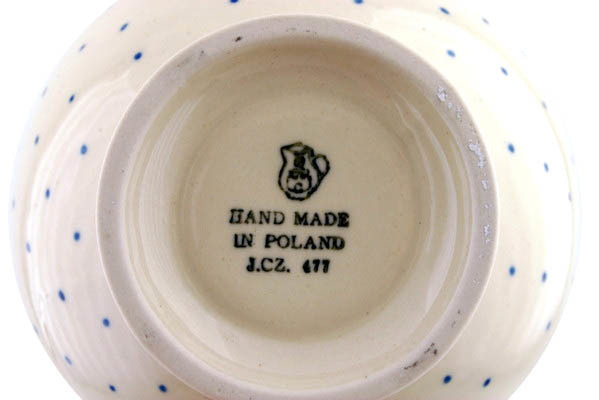 HAND MADE
IN POLAND
J.CZ. 477